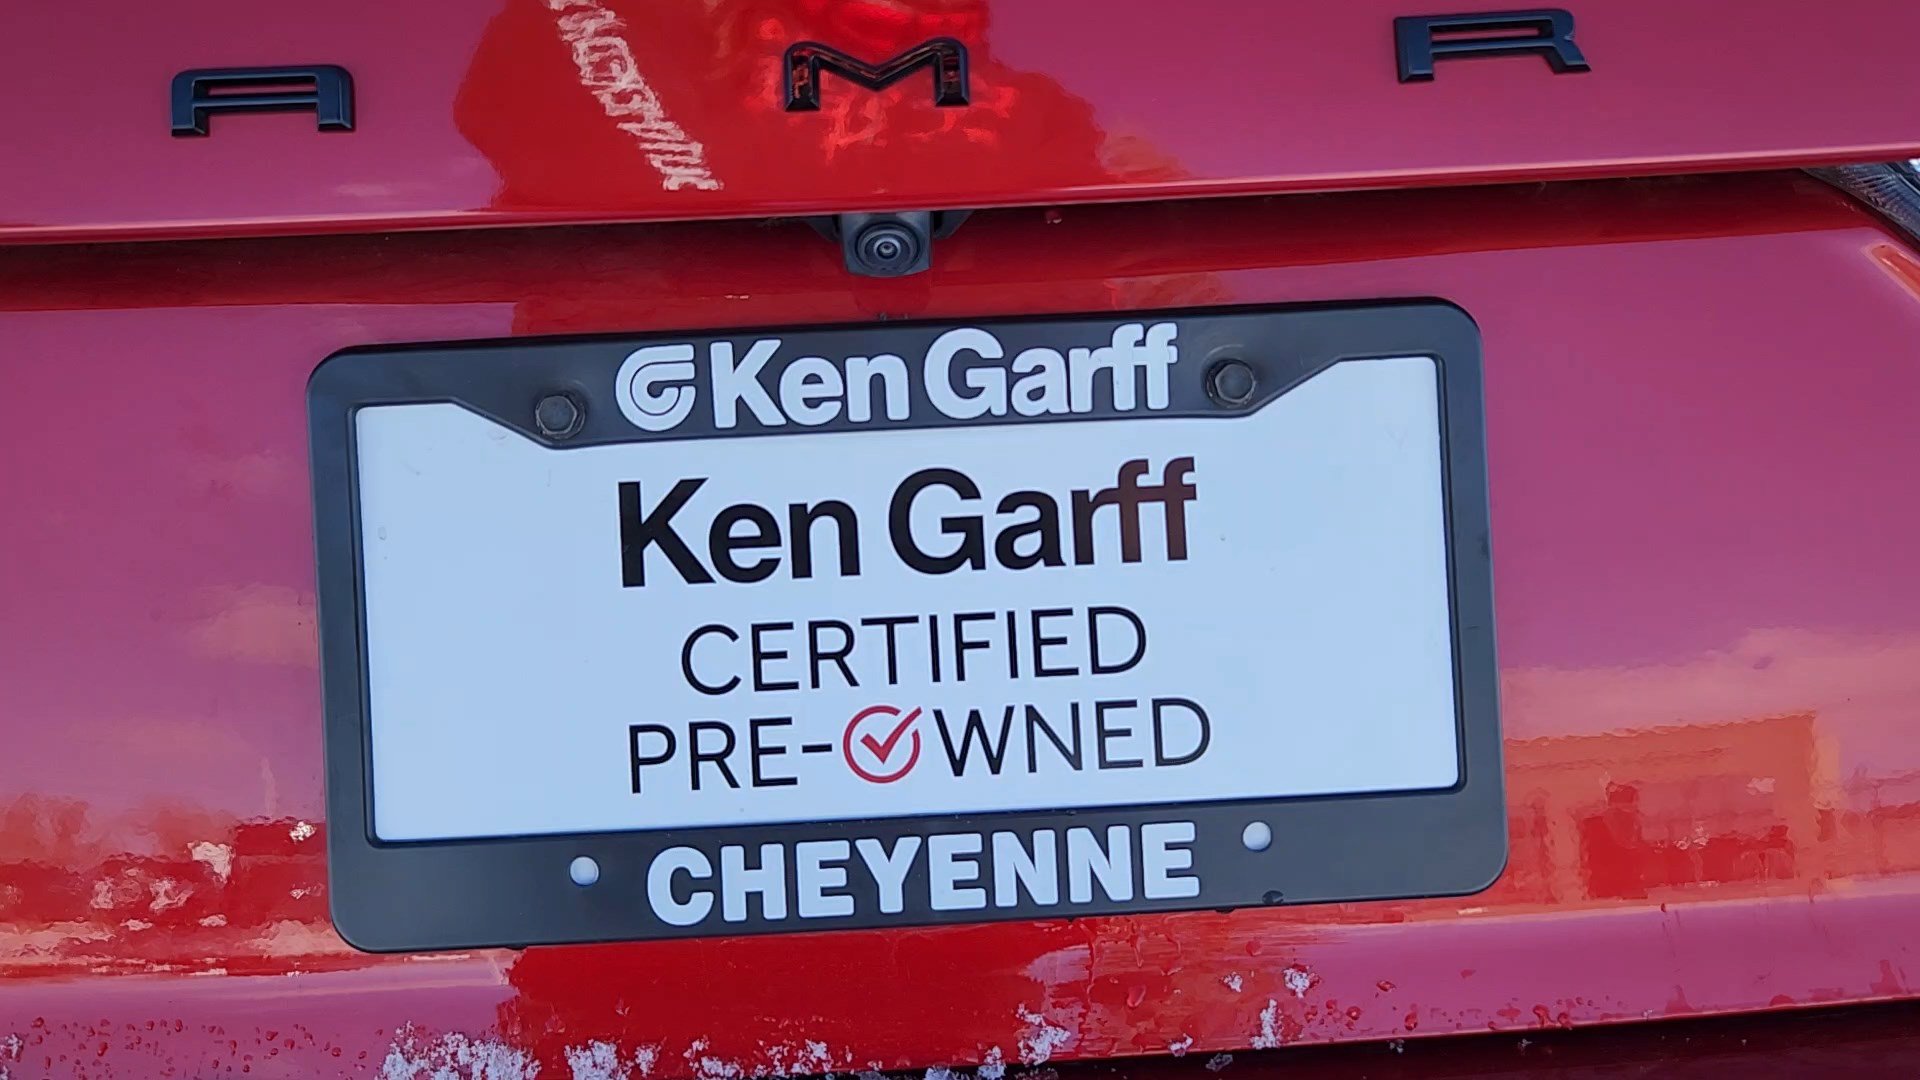 A M R
Ken Garff
Ken Garff
CERTIFIED
PRE-OWNED
CHEYENNE